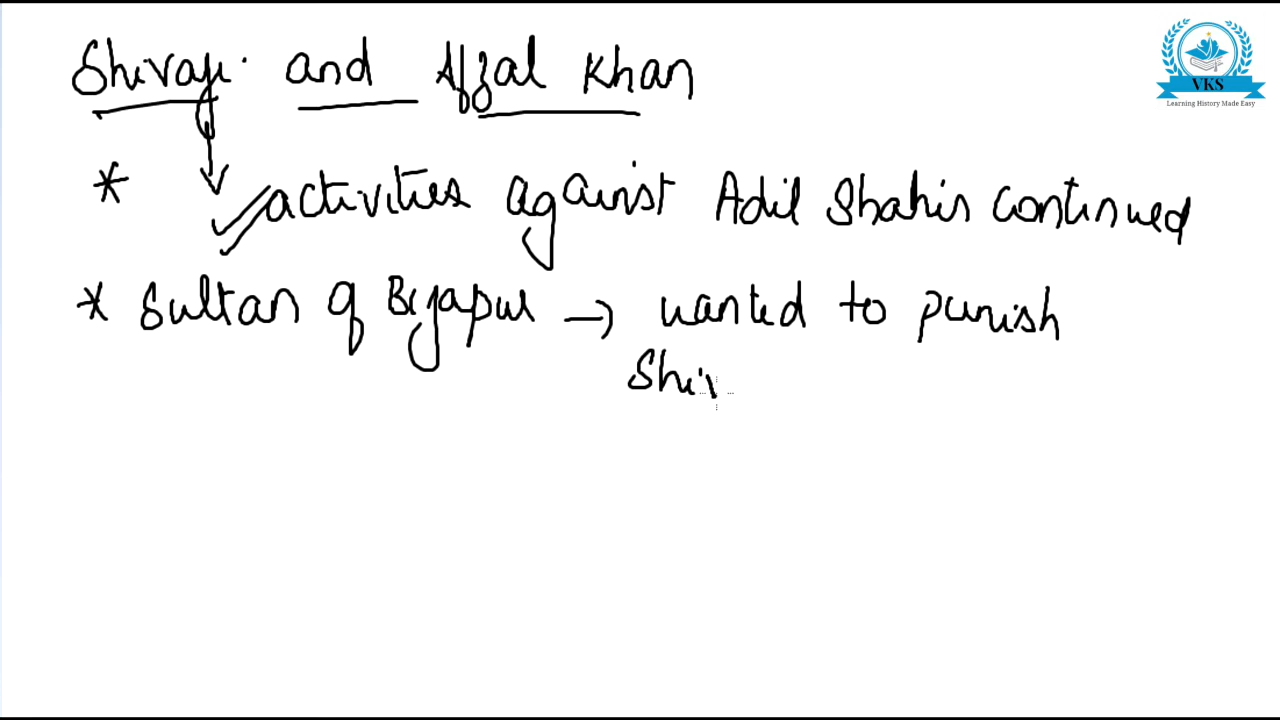 Shivaji and Afzal Khan
VKS
Learning History Made Easy
* activities against Adil Shahis continued
* Sultan of Bijapur → wanted to punish
Shiv